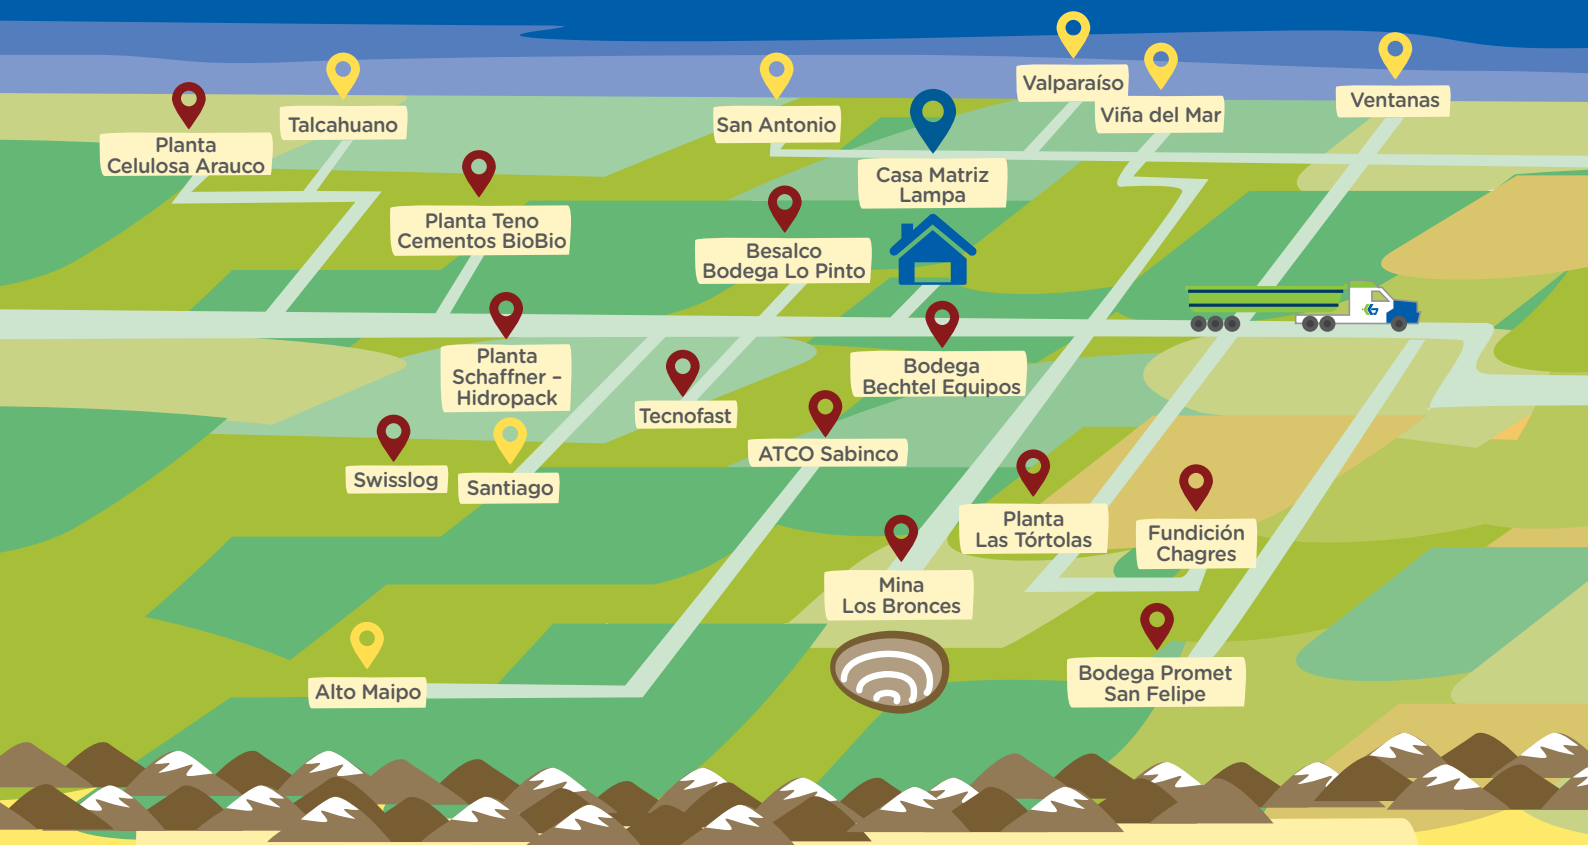 Valparaíso
Viña del Mar
Ventanas
Talcahuano
San Antonio
Planta
Celulosa Arauco
Casa Matriz
Lampa
Planta Teno
Cementos BioBio
Besalco
Bodega Lo Pinto
Planta
Schaffner –
Hidropack
Bodega
Bechtel Equipos
Tecnofast
ATCO Sabinco
Swisslog
Santiago
Planta
Las Tórtolas
Fundición
Chagres
Mina
Los Bronces
Alto Maipo
Bodega Promet
San Felipe